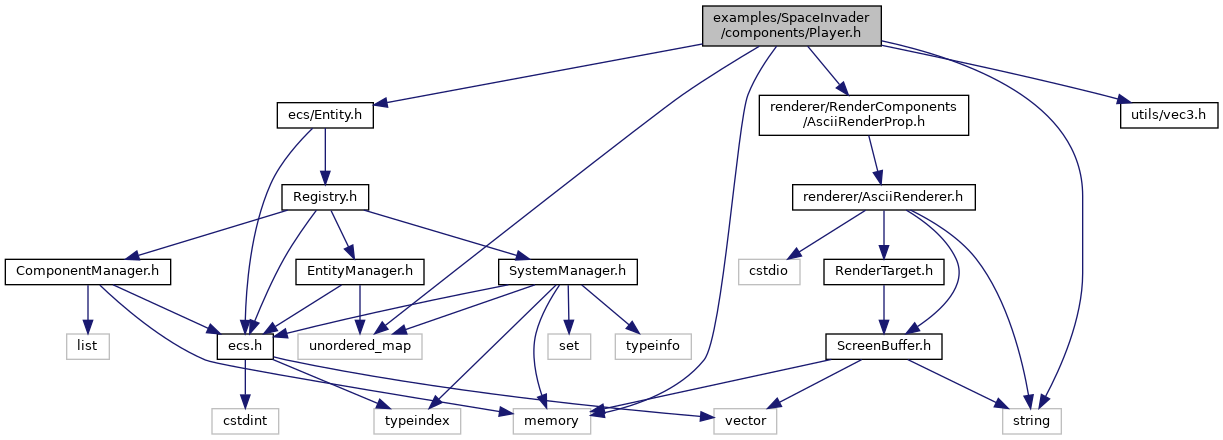 examples/SpaceInvader
/components/Player.h
ecs/Entity.h
renderer/RenderComponents
/AsciiRenderProp.h
utils/vec3.h
Registry.h
renderer/AsciiRenderer.h
ComponentManager.h
EntityManager.h
SystemManager.h
cstdio
RenderTarget.h
list
ecs.h
unordered_map
set
typeinfo
ScreenBuffer.h
cstdint
typeindex
memory
vector
string